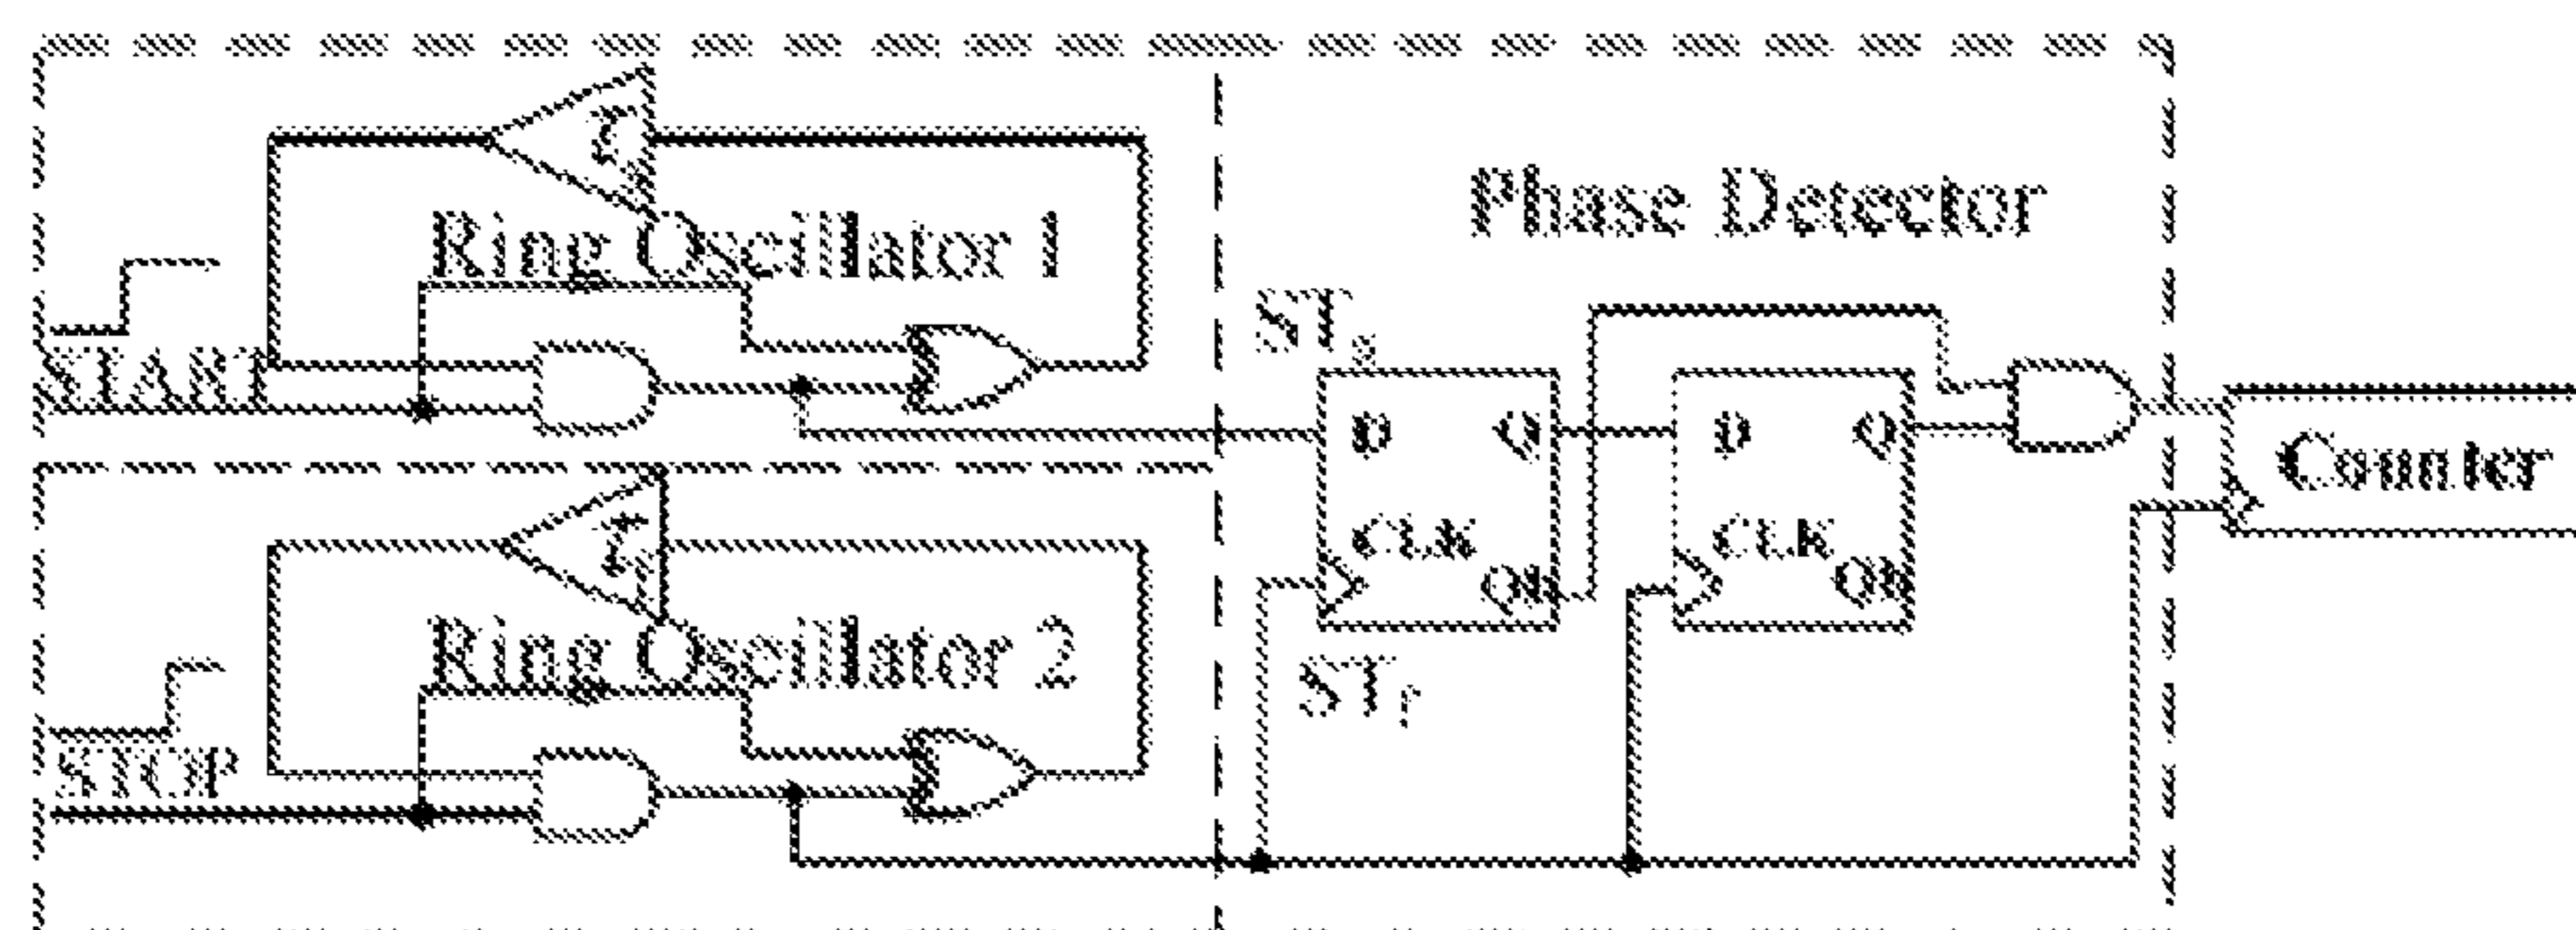 Ring Oscillator 1
START
Phase Detector
STs
D Q
CLK
Qb
D Q
CLK
Qb
Counter
Ring Oscillator 2
STOP
STf